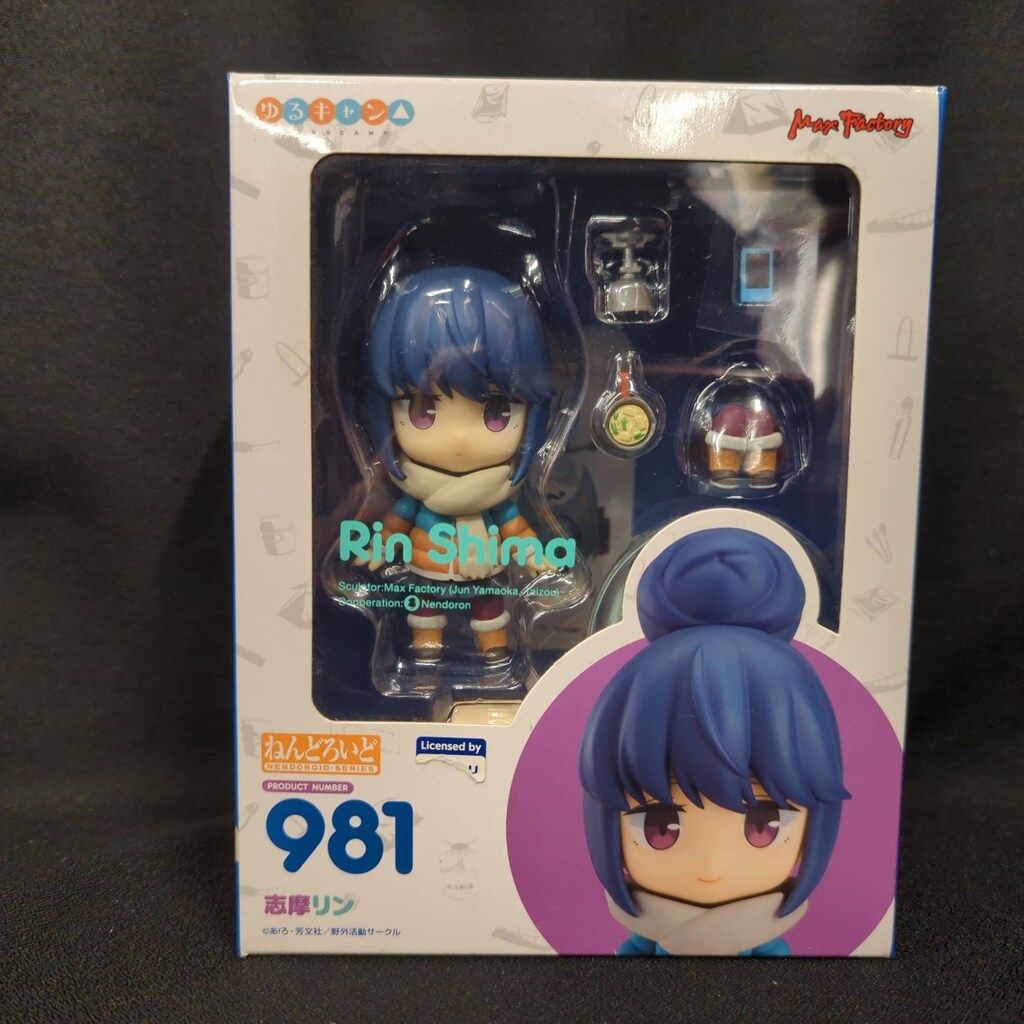 ゆるキャン△
Max Factory
Rin Shima
Sculptor:Max Factory (Jun Yamaoka, Taizou)
Cooperation: Nendoron
ねんどろいど
NENDOROID-SERIES
Licensed by
PRODUCT NUMBER
981
志摩リン
©あfろ・芳文社／野外活動サークル